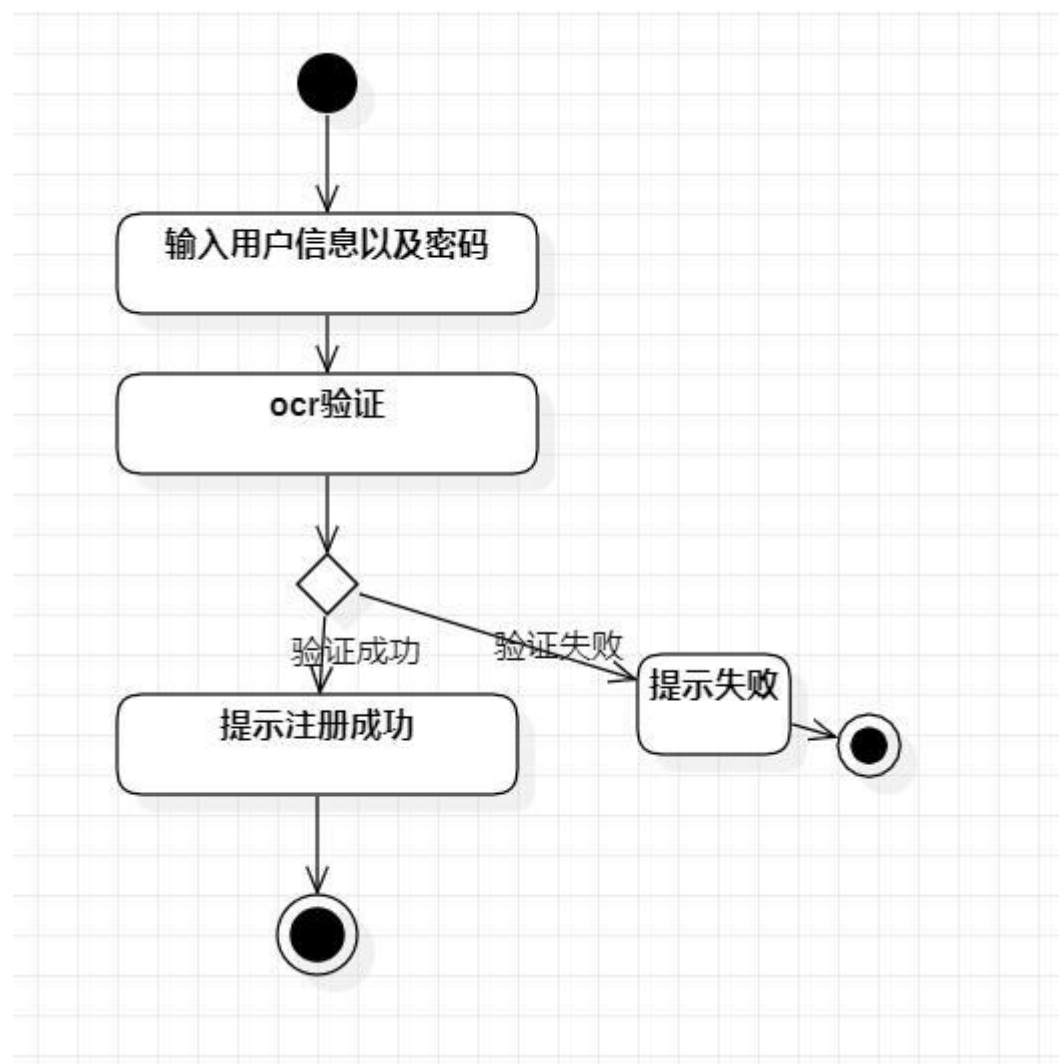 输入用户信息以及密码
ocr验证
验证成功
验证失败
提示失败
提示注册成功